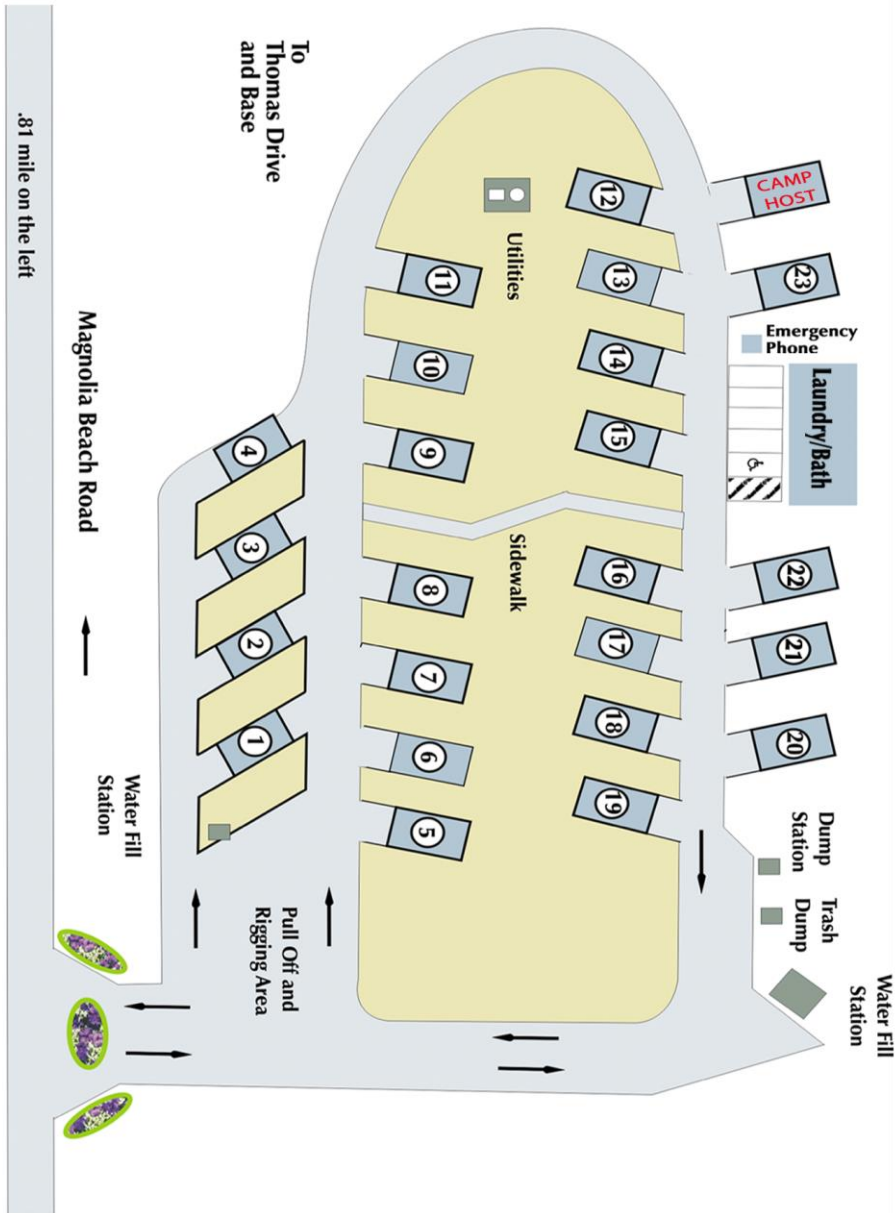 To
Thomas Drive
and Base
.81 mile on the left
Magnolia Beach Road
Utilities
Sidewalk
CAMP
HOST
23
Emergency
Phone
Laundry/Bath
22
21
20
12
13
14
15
16
17
18
19
11
10
9
8
7
6
5
4
3
2
1
Water Fill
Station
Pull Off and
Rigging Area
Dump
Station
Trash
Dump
Water Fill
Station